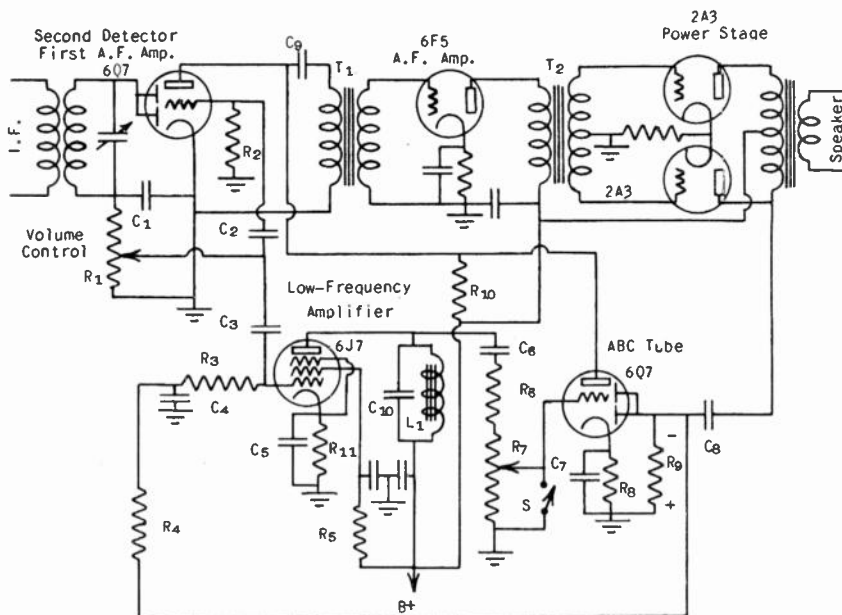 Second Detector
First A.F. Amp.
6Q7
C9
T1
6F5
A.F. Amp.
T2
2A3
Power Stage
I.F.
R2
Speaker
2A3
C1
C2
Volume
Control
R1
R10
Low-Frequency
Amplifier
C3
6J7
ABC Tube
6Q7
R3
C4
C10
L1
C6
R6
R7
C8
C5
R11
C7
R8
R9
-
+
S
R4
R5
B+